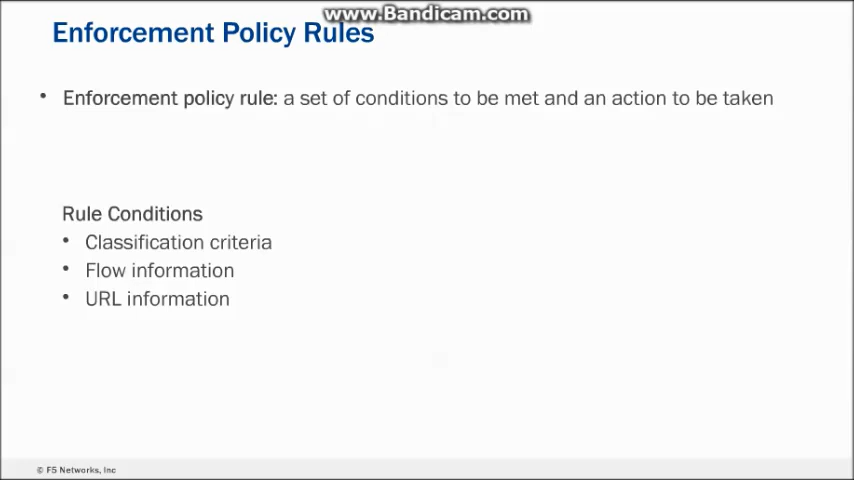 www.Bandicam.com
Enforcement Policy Rules
• Enforcement policy rule: a set of conditions to be met and an action to be taken
Rule Conditions
• Classification criteria
• Flow information
• URL information
© F5 Networks, Inc